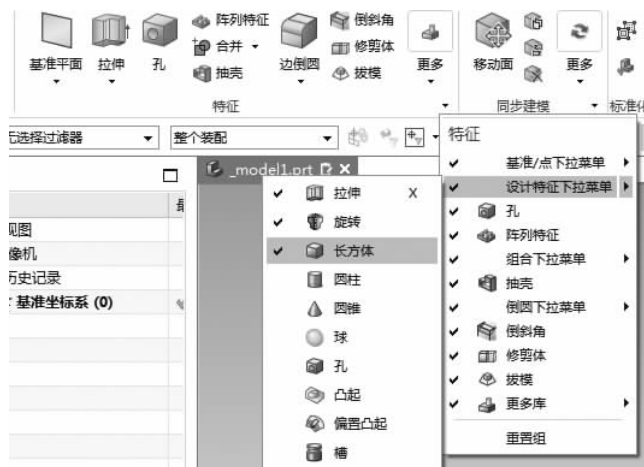 阵列特征
倒斜角
合并
修剪体
抽壳
拔模
基准平面
拉伸
孔
边倒圆
更多
移动面
更多
特征
同步建模
标准化
无选择过滤器
整个装配
_model1.prt
特征
基准/点下拉菜单
设计特征下拉菜单
孔
阵列特征
组合下拉菜单
抽壳
倒圆下拉菜单
倒斜角
修剪体
拔模
更多库
重置组
拉伸 X
旋转
长方体
圆柱
圆锥
球
孔
凸起
偏置凸起
槽
视图
像机
历史记录
基准坐标系 (0)